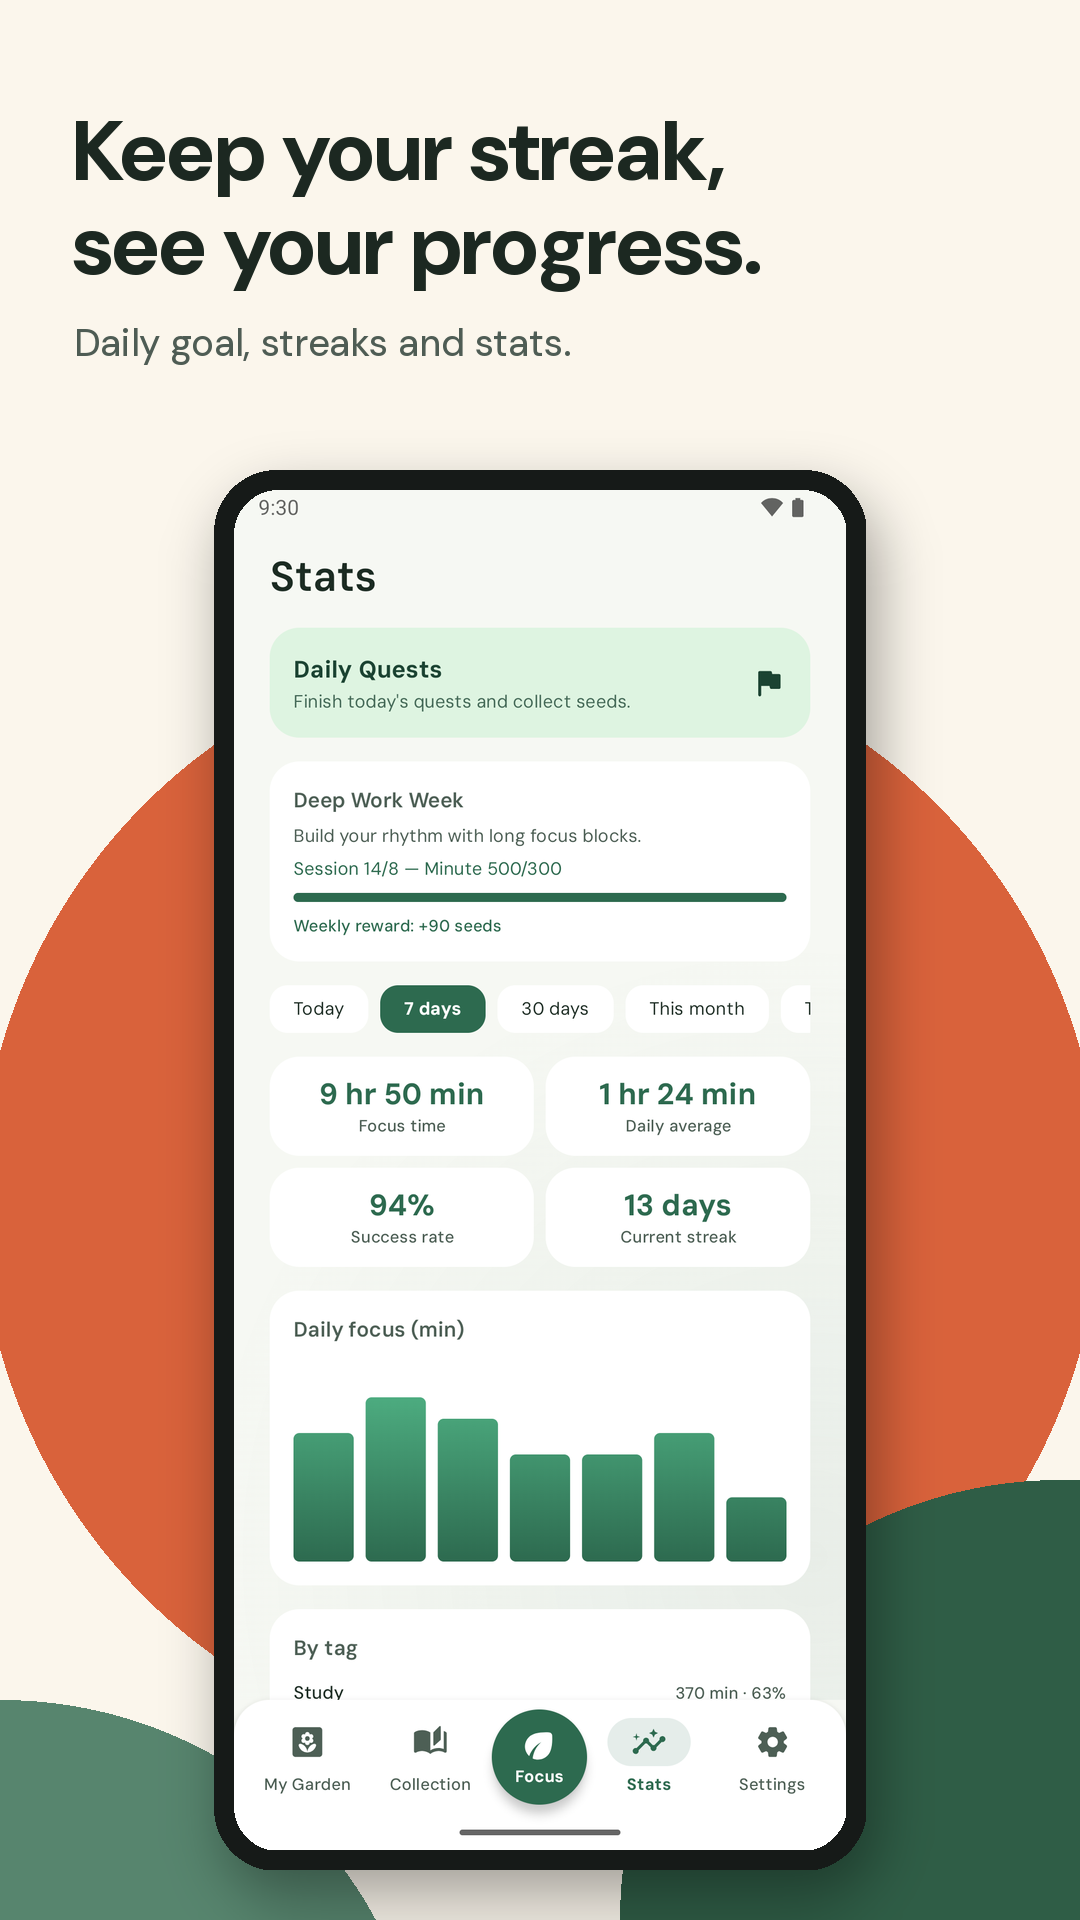 Keep your streak,
see your progress.
Daily goal, streaks and stats.
9:30
Stats
Daily Quests
Finish today's quests and collect seeds.
Deep Work Week
Build your rhythm with long focus blocks.
Session 14/8 — Minute 500/300
Weekly reward: +90 seeds
Today 7 days 30 days This month T
9 hr 50 min 1 hr 24 min
Focus time Daily average
94% 13 days
Success rate Current streak
Daily focus (min)
By tag
Study 370 min · 63%
My Garden Collection Focus Stats Settings